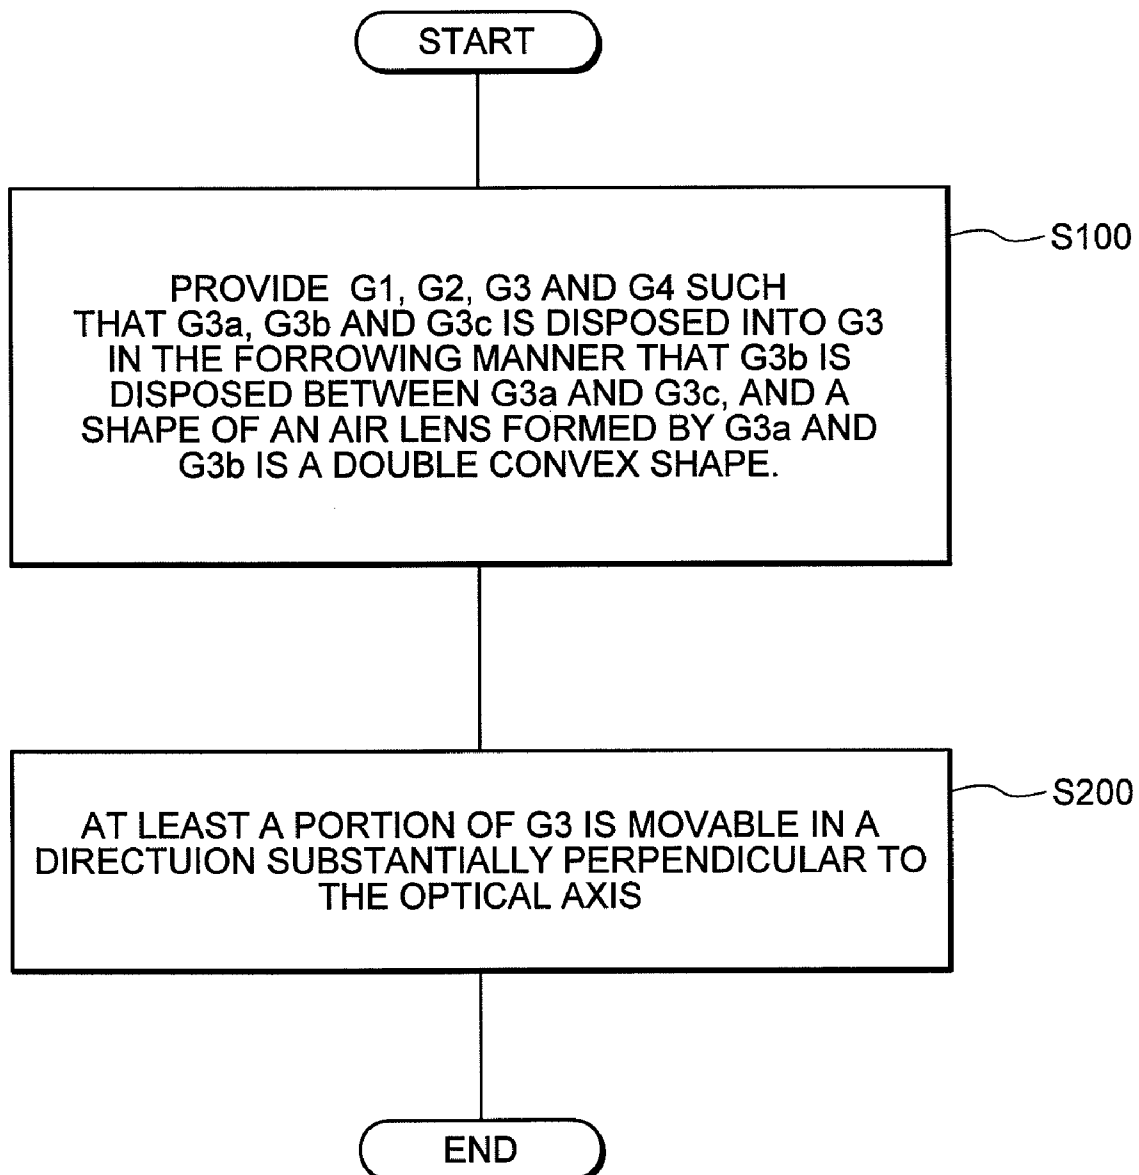 START
PROVIDE G1, G2, G3 AND G4 SUCH
THAT G3a, G3b AND G3c IS DISPOSED INTO G3
IN THE FORROWING MANNER THAT G3b IS
DISPOSED BETWEEN G3a AND G3c, AND A
SHAPE OF AN AIR LENS FORMED BY G3a AND
G3b IS A DOUBLE CONVEX SHAPE.
S100
AT LEAST A PORTION OF G3 IS MOVABLE IN A
DIRECTUION SUBSTANTIALLY PERPENDICULAR TO
THE OPTICAL AXIS
S200
END